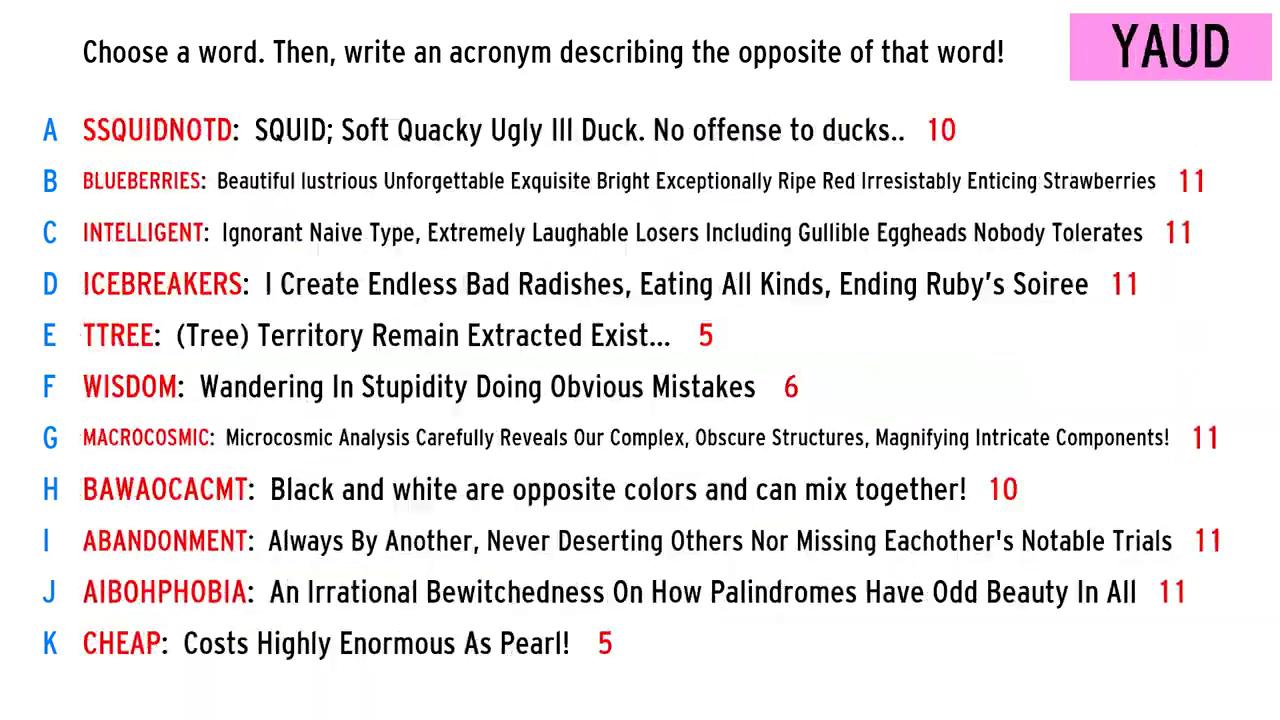 Choose a word. Then, write an acronym describing the opposite of that word!
YAUD
A SSQUIDNOTD: SQUID; Soft Quacky Ugly Ill Duck. No offense to ducks.. 10
B BLUEBERRIES: Beautiful lustrious Unforgettable Exquisite Bright Exceptionally Ripe Red Irresistably Enticing Strawberries 11
C INTELLIGENT: Ignorant Naive Type, Extremely Laughable Losers Including Gullible Eggheads Nobody Tolerates 11
D ICEBREAKERS: I Create Endless Bad Radishes, Eating All Kinds, Ending Ruby’s Soiree 11
E TTREE: (Tree) Territory Remain Extracted Exist... 5
F WISDOM: Wandering In Stupidity Doing Obvious Mistakes 6
G MACROCOSMIC: Microcosmic Analysis Carefully Reveals Our Complex, Obscure Structures, Magnifying Intricate Components! 11
H BAWAOCACMT: Black and white are opposite colors and can mix together! 10
I ABANDONMENT: Always By Another, Never Deserting Others Nor Missing Eachother's Notable Trials 11
J AIBOHPHOBIA: An Irrational Bewitchedness On How Palindromes Have Odd Beauty In All 11
K CHEAP: Costs Highly Enormous As Pearl! 5